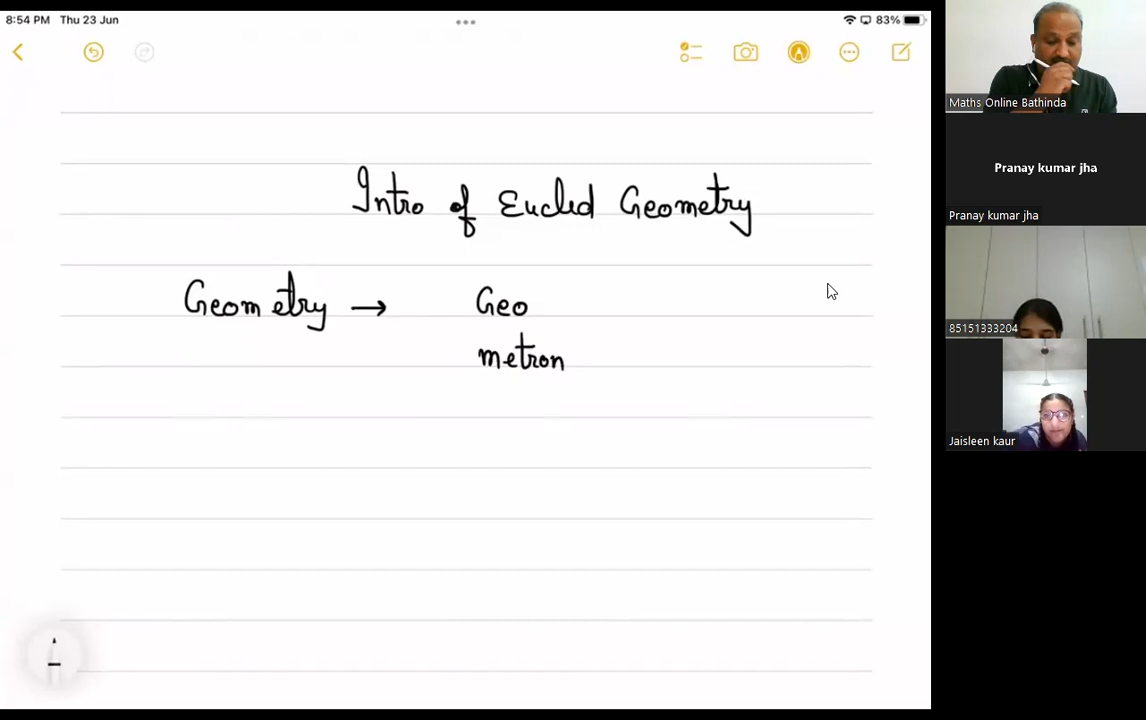 8:54 PM Thu 23 Jun
83%
Intro of Euclid Geometry
Geometry → Geo
metron
Maths Online Bathinda
Pranay kumar jha
Pranay kumar jha
85151333204
Jaisleen kaur